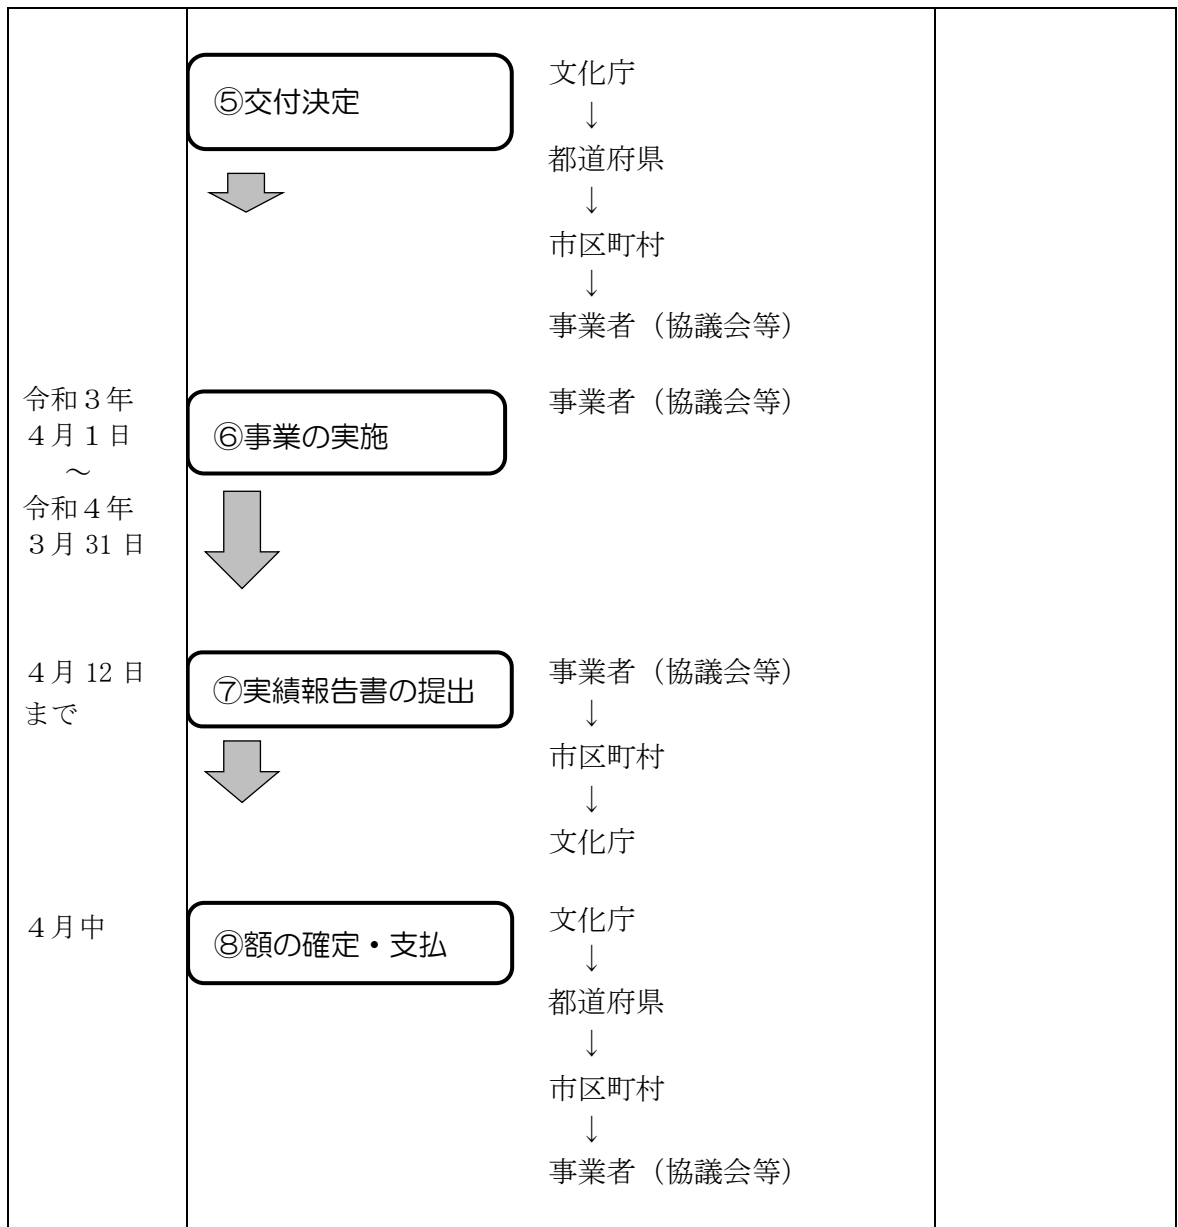 ⑤交付決定
文化庁
↓
都道府県
↓
市区町村
↓
事業者（協議会等）
令和３年
４月１日
～
令和４年
３月 31 日
⑥事業の実施
事業者（協議会等）
４月 12 日
まで
⑦実績報告書の提出
事業者（協議会等）
↓
市区町村
↓
文化庁
４月中
⑧額の確定・支払
文化庁
↓
都道府県
↓
市区町村
↓
事業者（協議会等）